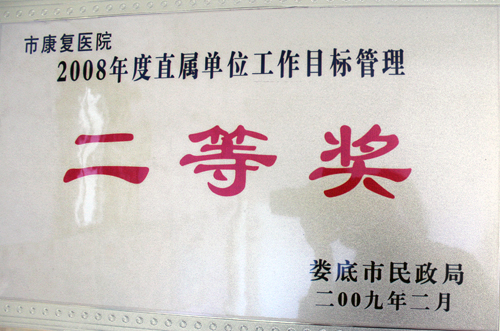 市康复医院
2008年度直属单位工作目标管理
二等奖
娄底市民政局
二00九年二月